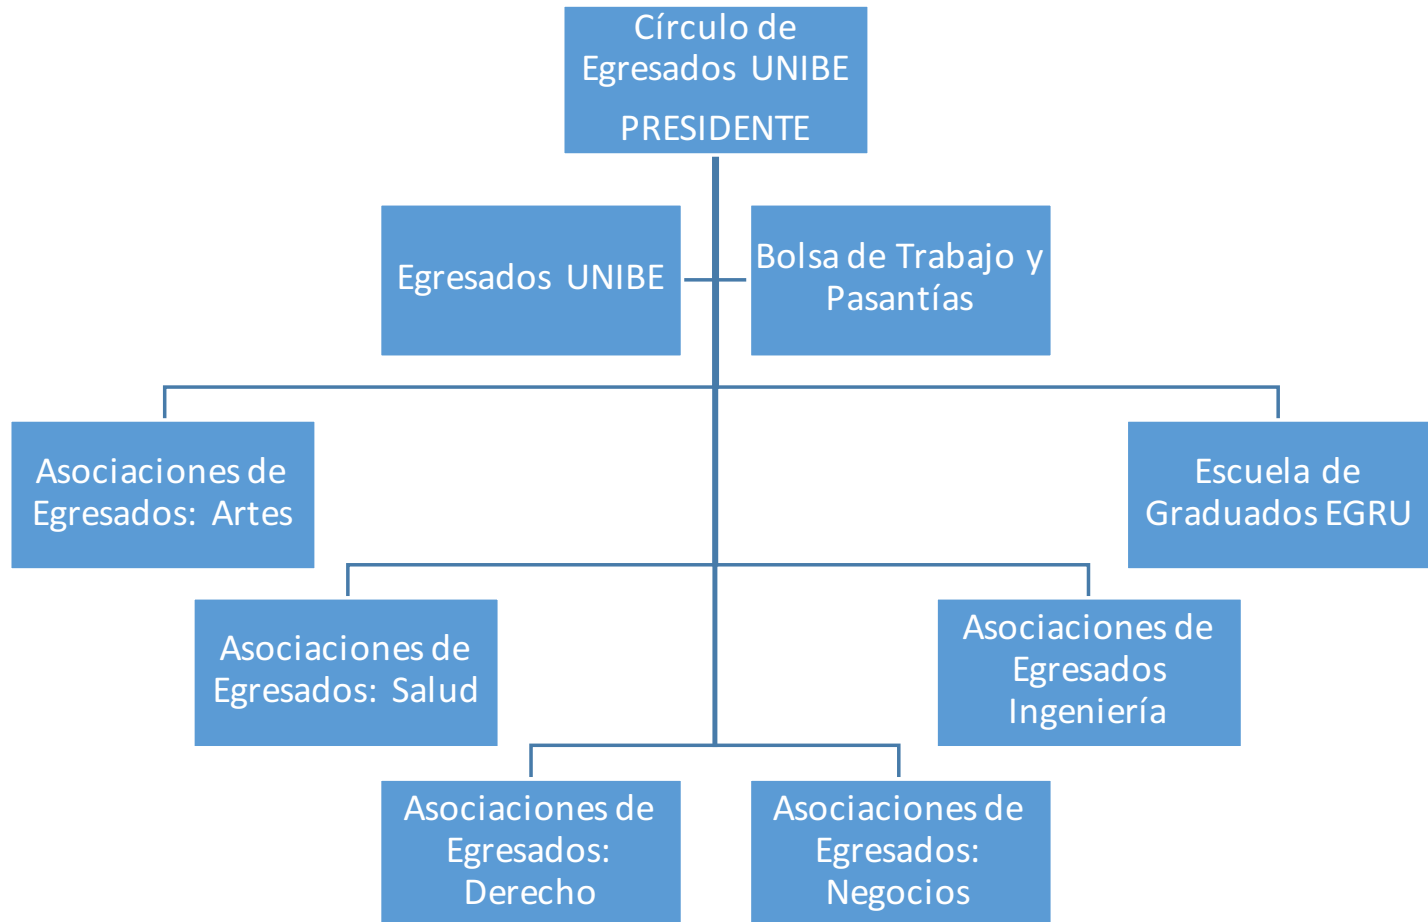 Círculo de
Egresados UNIBE
PRESIDENTE
Egresados UNIBE
Bolsa de Trabajo y
Pasantías
Asociaciones de
Egresados: Artes
Escuela de
Graduados EGRU
Asociaciones de
Egresados: Salud
Asociaciones de
Egresados
Ingeniería
Asociaciones de
Egresados:
Derecho
Asociaciones de
Egresados:
Negocios